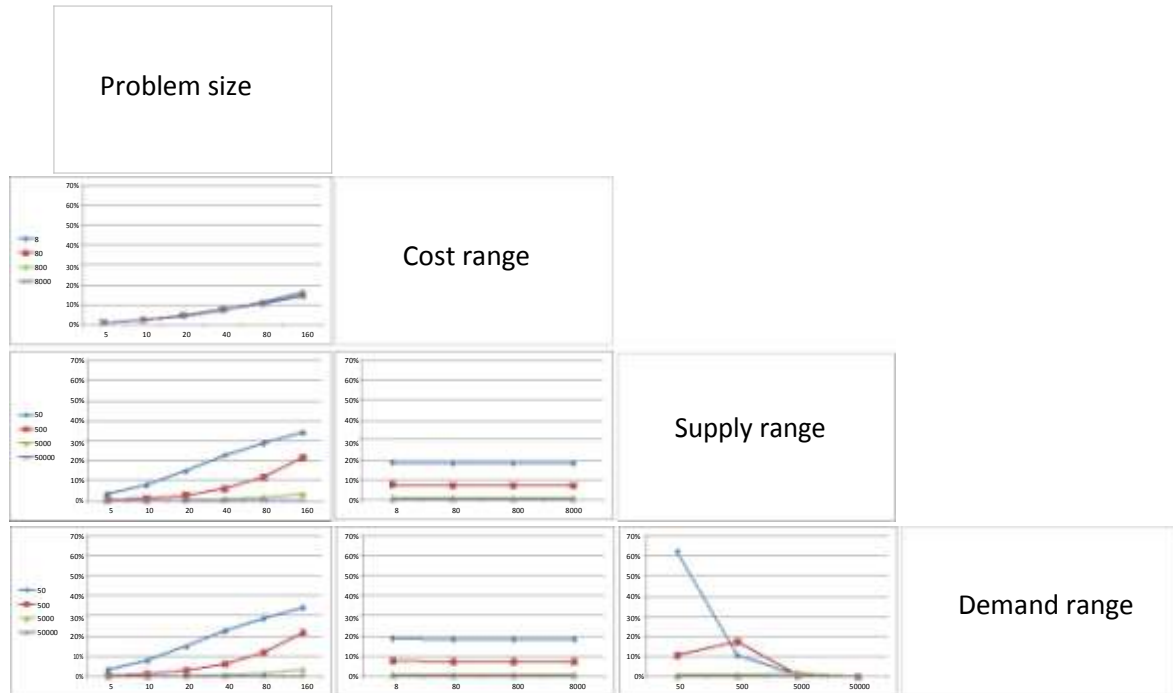 Problem size
70%
60%
50%
8
40%
80
Cost range
800
30%
8000
20%
10%
0%
5 10 20 40 80 160
70% 70%
60% 60%
50% 50%
50
40% 40%
500
Supply range
5000
30% 30%
50000
20% 20%
10% 10%
0% 0%
5 10 20 40 80 160 8 80 800 8000
70% 70% 70%
60% 60% 60%
50% 50% 50%
50
40% 40% 40%
500
Demand range
5000
30% 30% 30%
50000
20% 20% 20%
10% 10% 10%
0% 0% 0%
5 10 20 40 80 160 8 80 800 8000 50 500 5000 50000